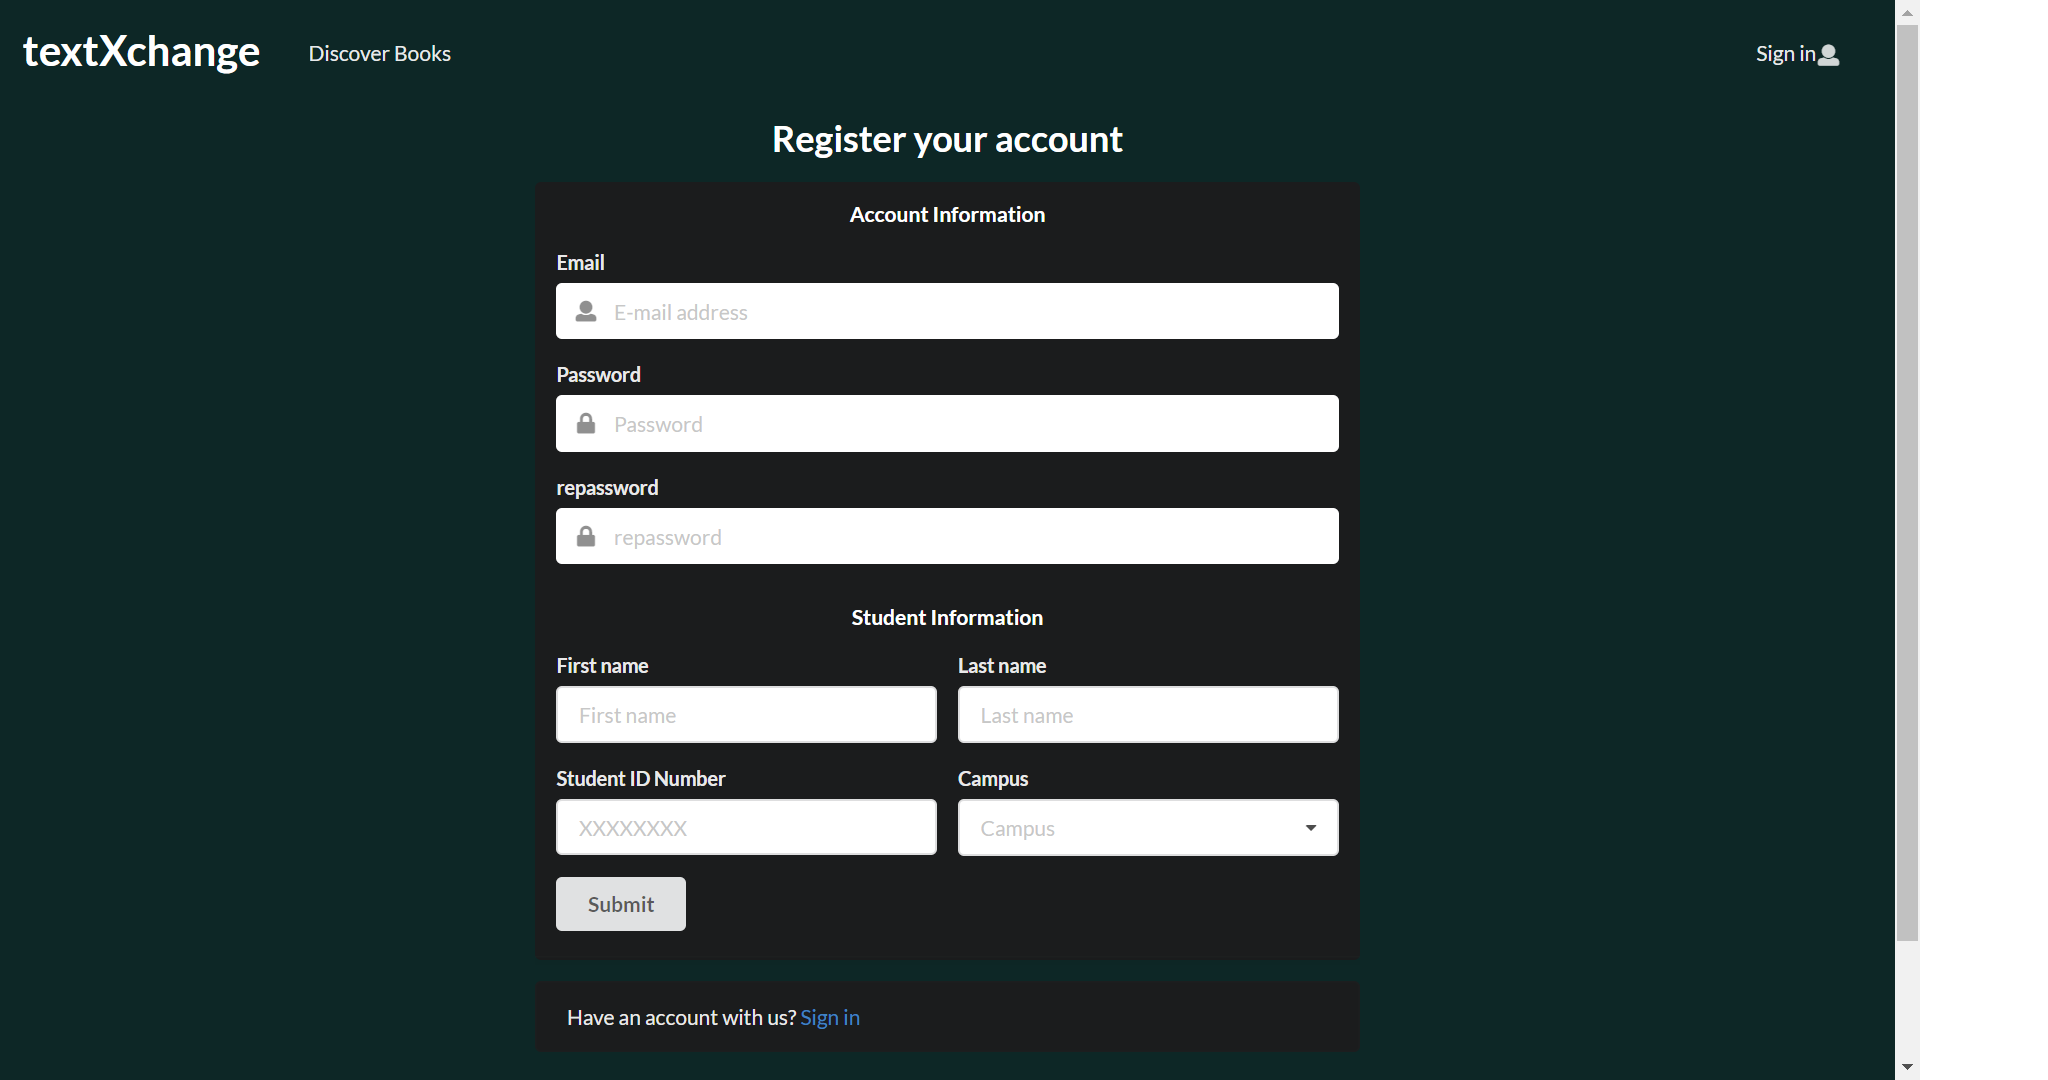 textXchange Discover Books Sign in
Register your account
Account Information
Email
E-mail address
Password
Password
repassword
repassword
Student Information
First name Last name
First name Last name
Student ID Number Campus
XXXXXXXX Campus
Submit
Have an account with us? Sign in